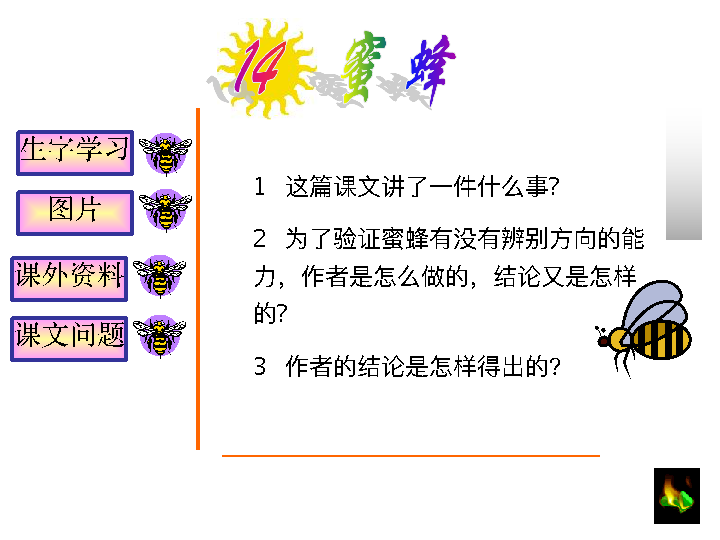 14 蜜蜂
生字学习
图片
课外资料
课文问题
1 这篇课文讲了一件什么事?
2 为了验证蜜蜂有没有辨别方向的能
力，作者是怎么做的，结论又是怎样
的?
3 作者的结论是怎样得出的?